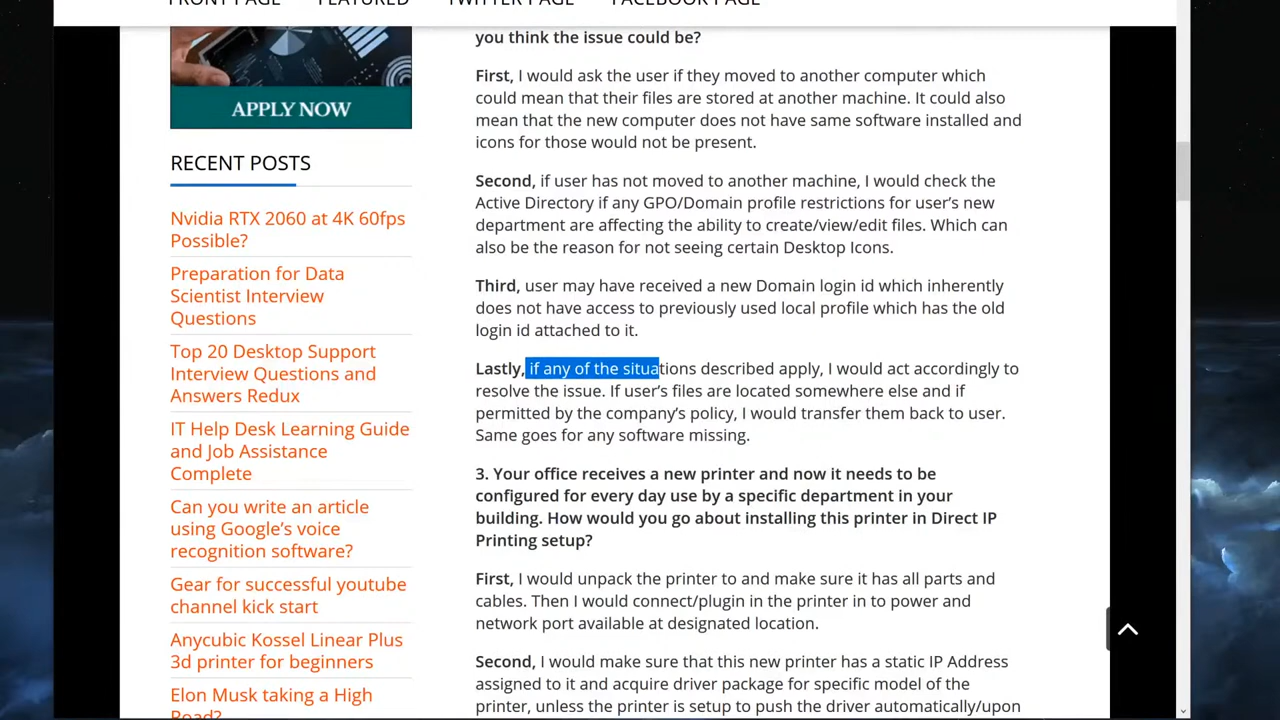 FRONT PAGE FEATURED TWITTER PAGE FACEBOOK PAGE
APPLY NOW
RECENT POSTS
Nvidia RTX 2060 at 4K 60fps
Possible?
Preparation for Data
Scientist Interview
Questions
Top 20 Desktop Support
Interview Questions and
Answers Redux
IT Help Desk Learning Guide
and Job Assistance
Complete
Can you write an article
using Google's voice
recognition software?
Gear for successful youtube
channel kick start
Anycubic Kossel Linear Plus
3d printer for beginners
Elon Musk taking a High
Road?
you think the issue could be?
First, I would ask the user if they moved to another computer which
could mean that their files are stored at another machine. It could also
mean that the new computer does not have same software installed and
icons for those would not be present.
Second, if user has not moved to another machine, I would check the
Active Directory if any GPO/Domain profile restrictions for user's new
department are affecting the ability to create/view/edit files. Which can
also be the reason for not seeing certain Desktop Icons.
Third, user may have received a new Domain login id which inherently
does not have access to previously used local profile which has the old
login id attached to it.
Lastly, if any of the situations described apply, I would act accordingly to
resolve the issue. If user's files are located somewhere else and if
permitted by the company's policy, I would transfer them back to user.
Same goes for any software missing.
3. Your office receives a new printer and now it needs to be
configured for every day use by a specific department in your
building. How would you go about installing this printer in Direct IP
Printing setup?
First, I would unpack the printer to and make sure it has all parts and
cables. Then I would connect/plugin in the printer in to power and
network port available at designated location.
Second, I would make sure that this new printer has a static IP Address
assigned to it and acquire driver package for specific model of the
printer, unless the printer is setup to push the driver automatically/upon